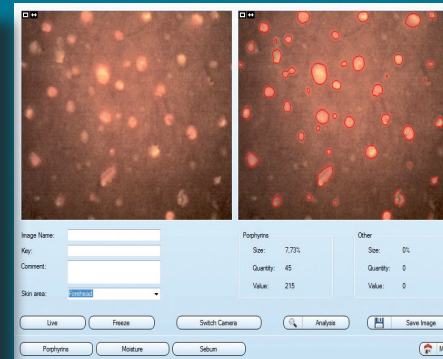 Image Name:
Key:
Comment:
Skin area: Forehead
Porphyrins
Size: 7,73%
Quantity: 45
Value: 215
Other
Size: 0%
Quantity: 0
Value: 0
Live Freeze Switch Camera Analysis Save Image
Porphyrins Moisture Sebum M